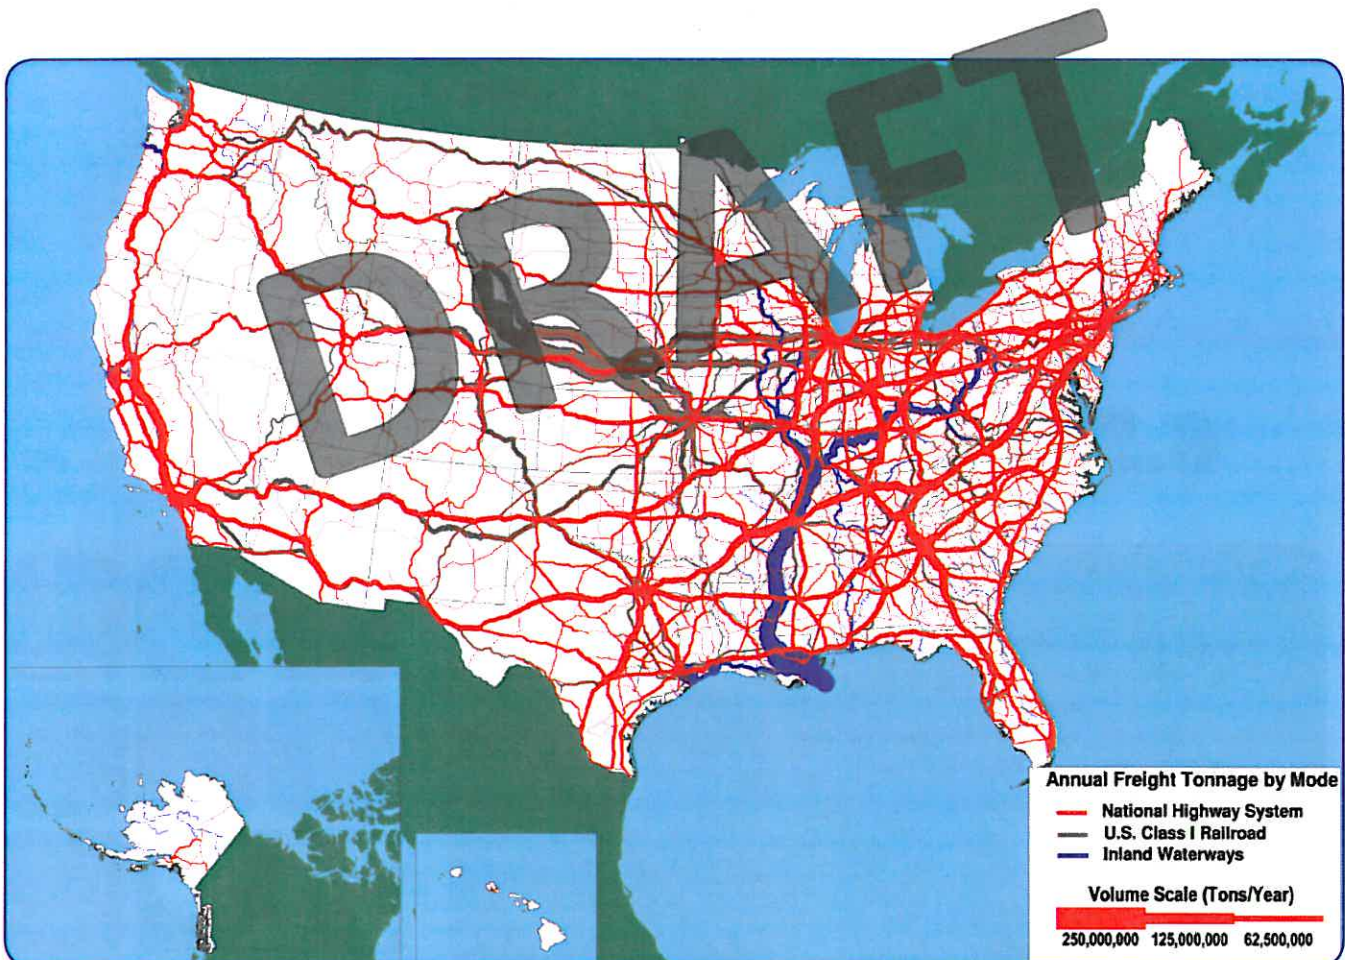 DRAFT
Annual Freight Tonnage by Mode
National Highway System
U.S. Class I Railroad
Inland Waterways
Volume Scale (Tons/Year)
250,000,000 125,000,000 62,500,000